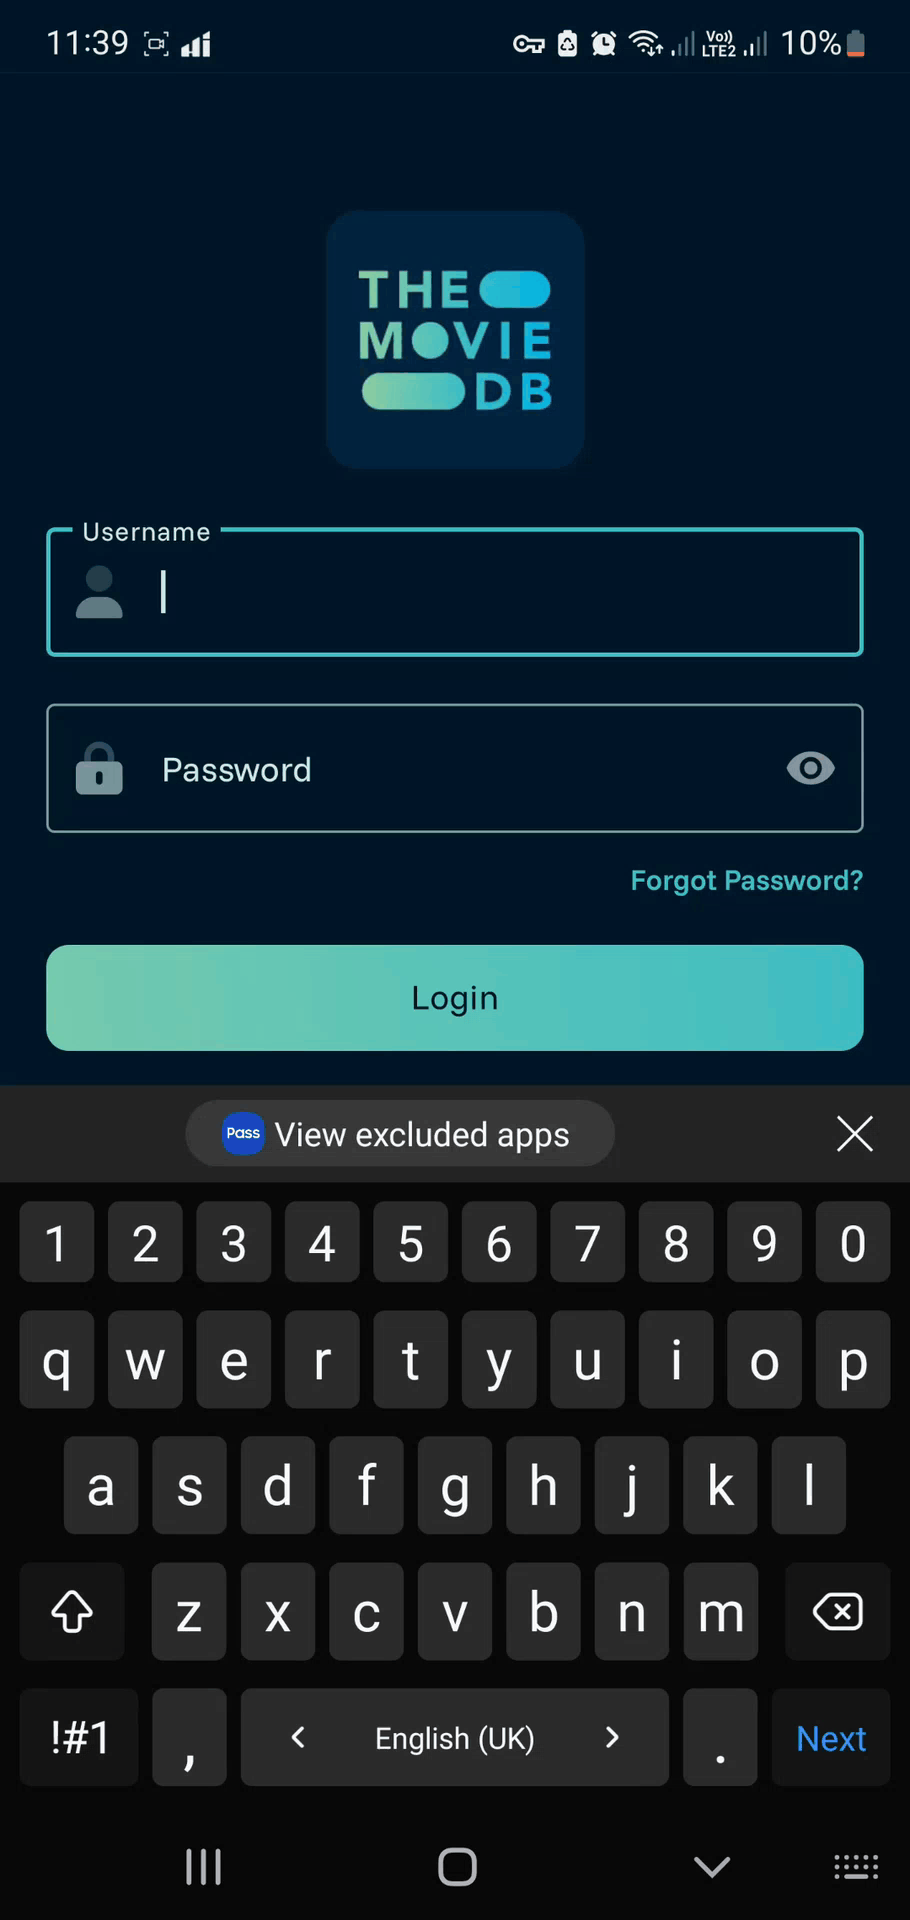 11:39 Vo)) LTE2 10%
THE
MOVIE
DB
Username
Password
Forgot Password?
Login
Pass View excluded apps
1 2 3 4 5 6 7 8 9 0
q w e r t y u i o p
a s d f g h j k l
z x c v b n m
!#1 , < English (UK) > . Next